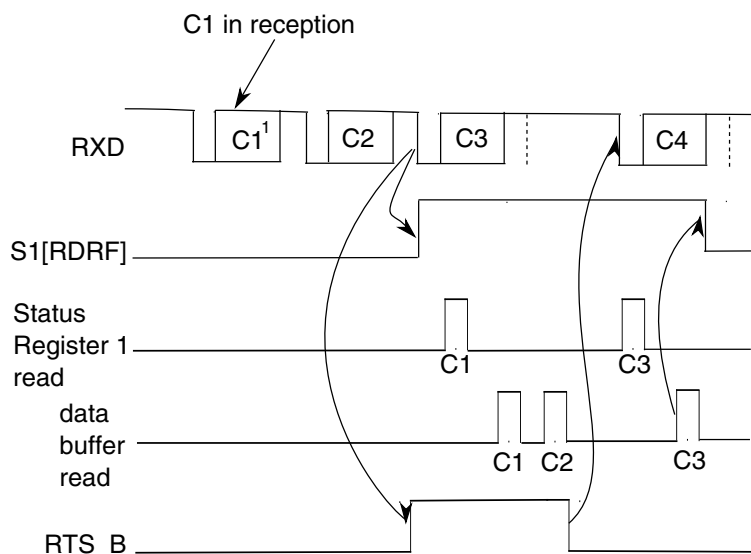 C1 in reception
RXD
C1 1
C2
C3
C4
S1[RDRF]
Status
Register 1
read
C1
C3
data
buffer
read
C1
C2
C3
RTS_B